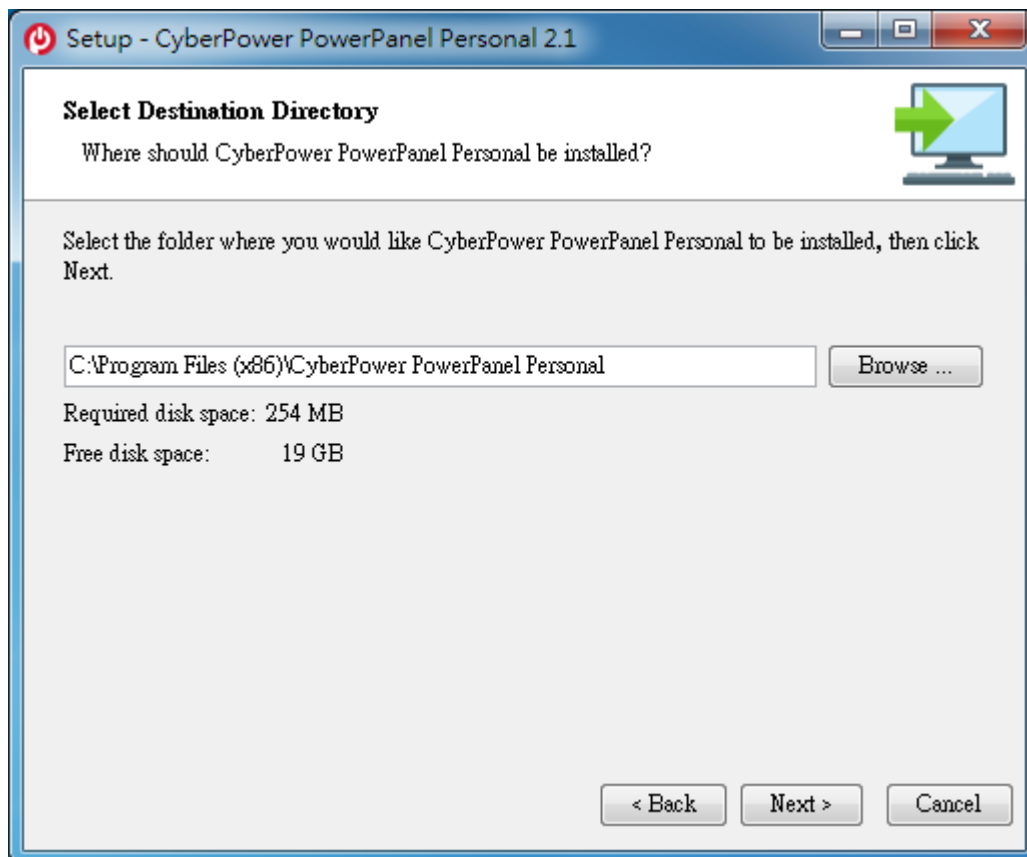 Setup - CyberPower PowerPanel Personal 2.1
Select Destination Directory
Where should CyberPower PowerPanel Personal be installed?
Select the folder where you would like CyberPower PowerPanel Personal to be installed, then click
Next.
C:\Program Files (x86)\CyberPower PowerPanel Personal
Browse ...
Required disk space: 254 MB
Free disk space: 19 GB
< Back
Next >
Cancel